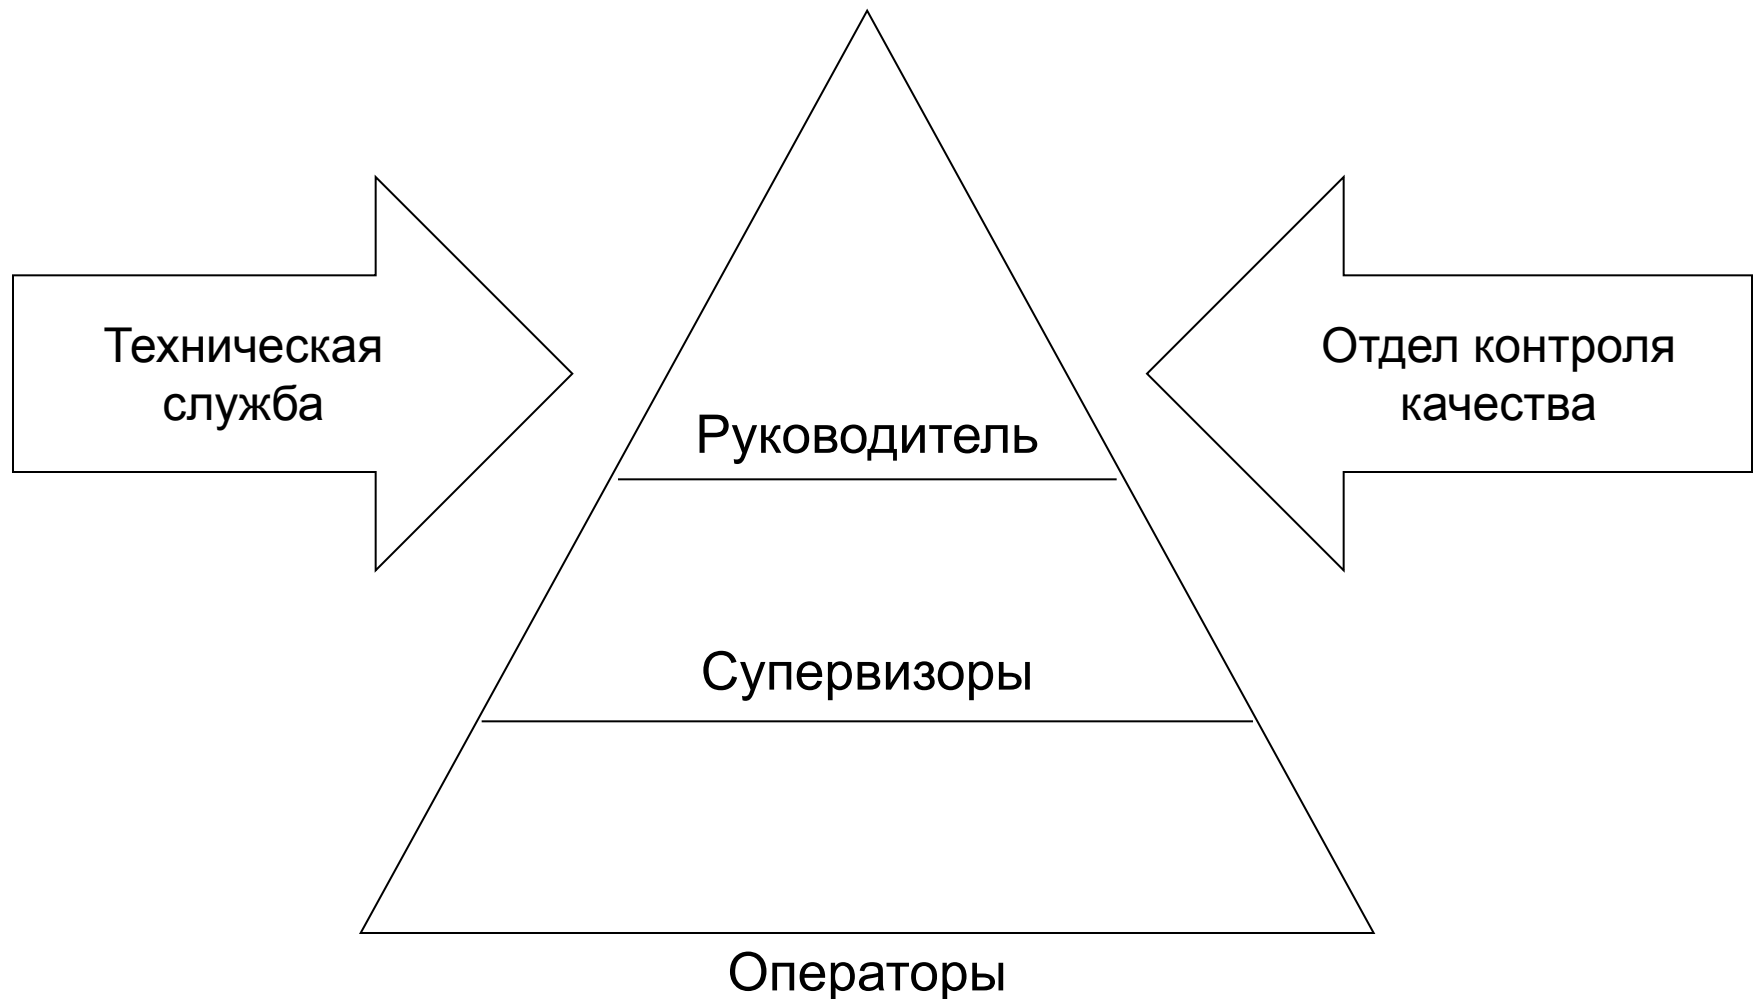 Техническая
служба
Отдел контроля
качества
Руководитель
Супервизоры
Операторы